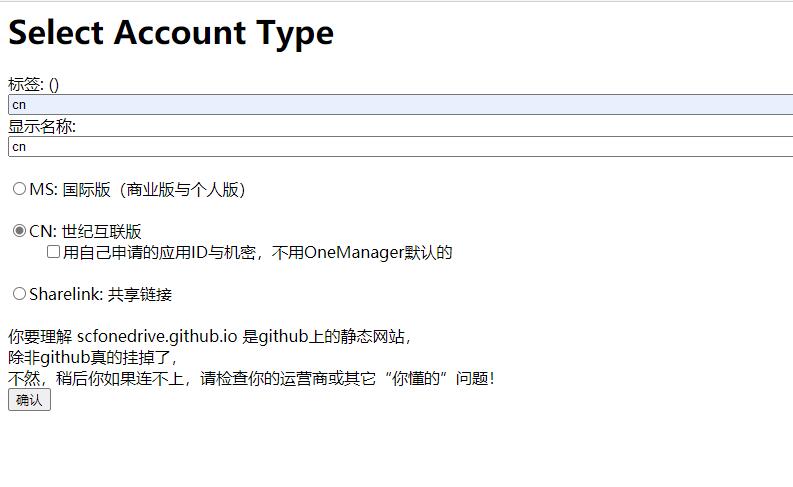 Select Account Type
标签: ()
cn
显示名称:
cn
MS: 国际版（商业版与个人版）
CN: 世纪互联版
用自己申请的应用ID与机密，不用OneManager默认的
Sharelink: 共享链接
你要理解 scfonedrive.github.io 是github上的静态网站，
除非github真的挂掉了，
不然，稍后你如果连不上，请检查你的运营商或其它“你懂的”问题！
确认